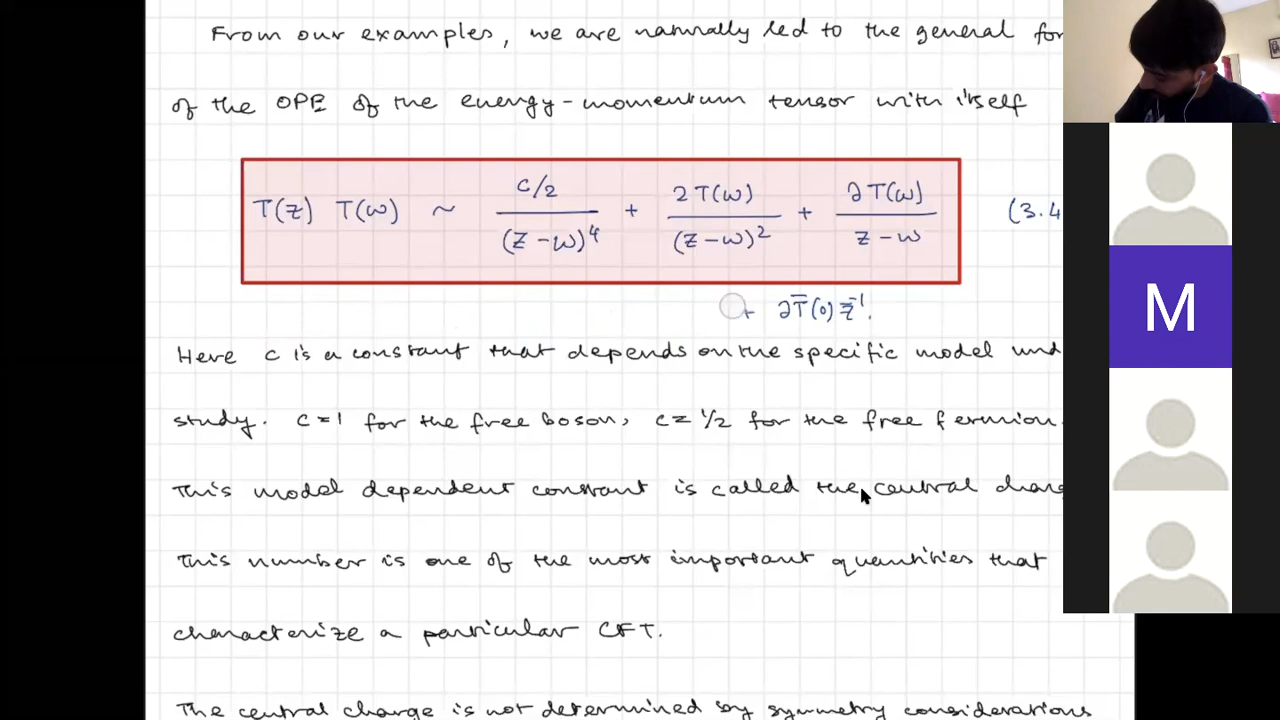 From our examples, we are naturally led to the general for
of the OPE of the energy-momentum tensor with itself
T(z) T(ω) ~ c/2 / (z-ω)^4 + 2T(ω) / (z-ω)^2 + ∂T(ω) / z-ω (3.4
+ ∂T̄(0) z̄^-1.
Here c is a constant that depends on the specific model und
study. c=1 for the free boson, c=1/2 for the free fermion.
This model dependent constant is called the central charg
This number is one of the most important quantities that
characterize a particular CFT.
The central charge is not determined by symmetry considerations
M